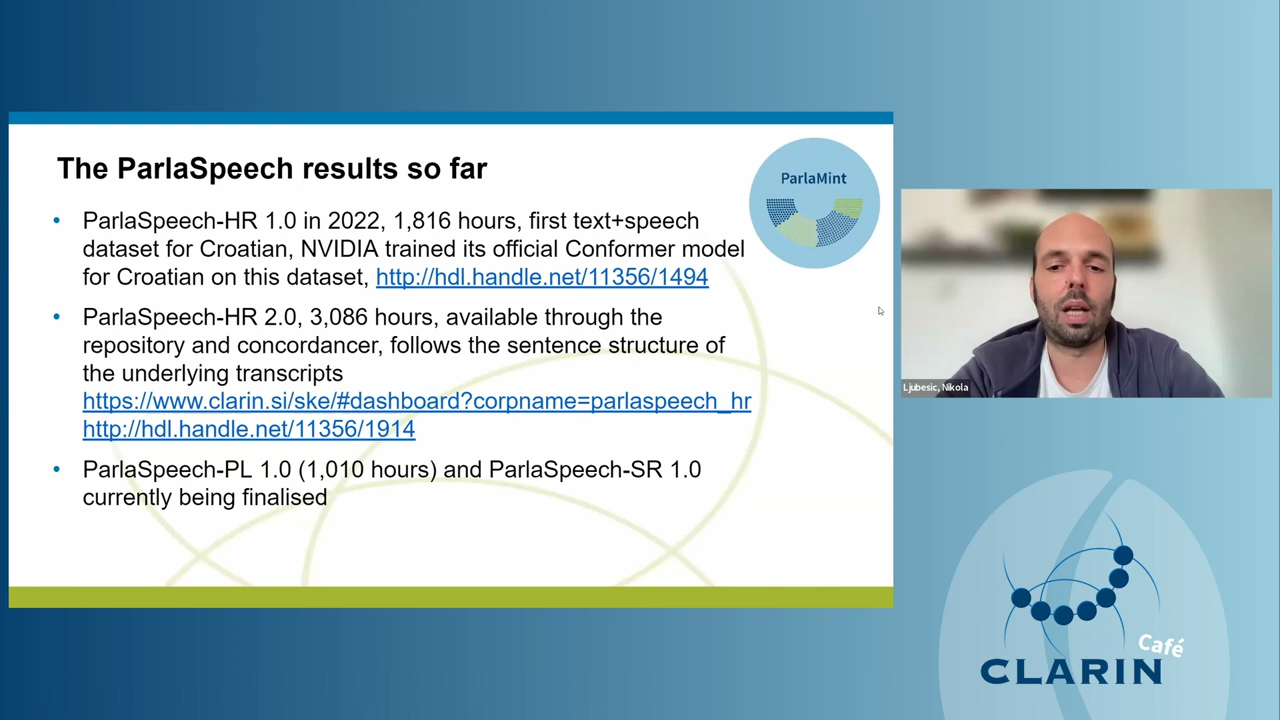 The ParlaSpeech results so far
ParlaMint
• ParlaSpeech-HR 1.0 in 2022, 1,816 hours, first text+speech
dataset for Croatian, NVIDIA trained its official Conformer model
for Croatian on this dataset, http://hdl.handle.net/11356/1494
• ParlaSpeech-HR 2.0, 3,086 hours, available through the
repository and concordancer, follows the sentence structure of
the underlying transcripts
https://www.clarin.si/ske/#dashboard?corpname=parlaspeech_hr
http://hdl.handle.net/11356/1914
• ParlaSpeech-PL 1.0 (1,010 hours) and ParlaSpeech-SR 1.0
currently being finalised
Ljubesic, Nikola
Café
CLARIN